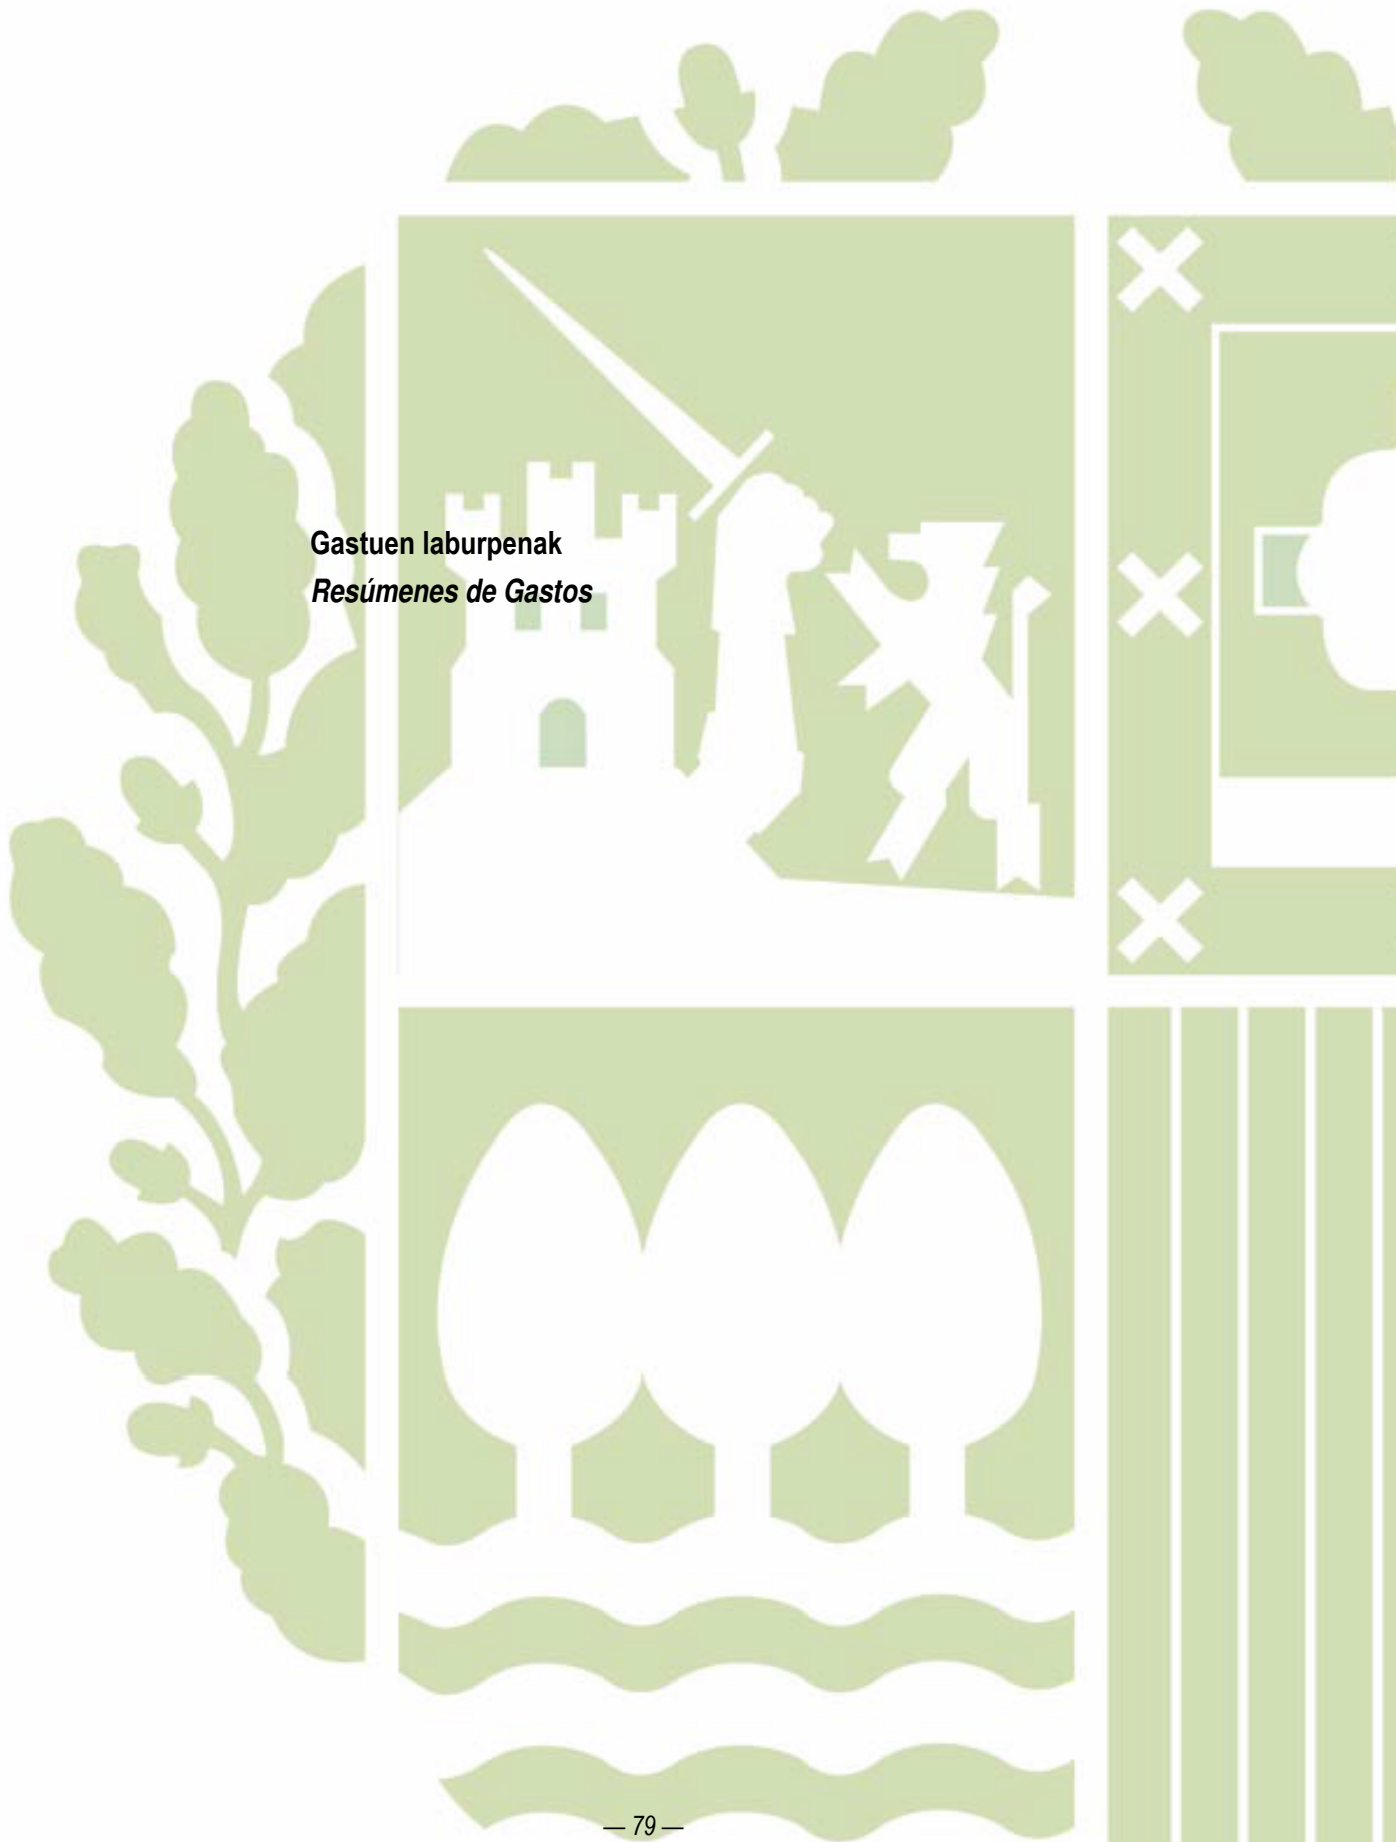 Gastuen laburpenak
Resúmenes de Gastos
— 79 —